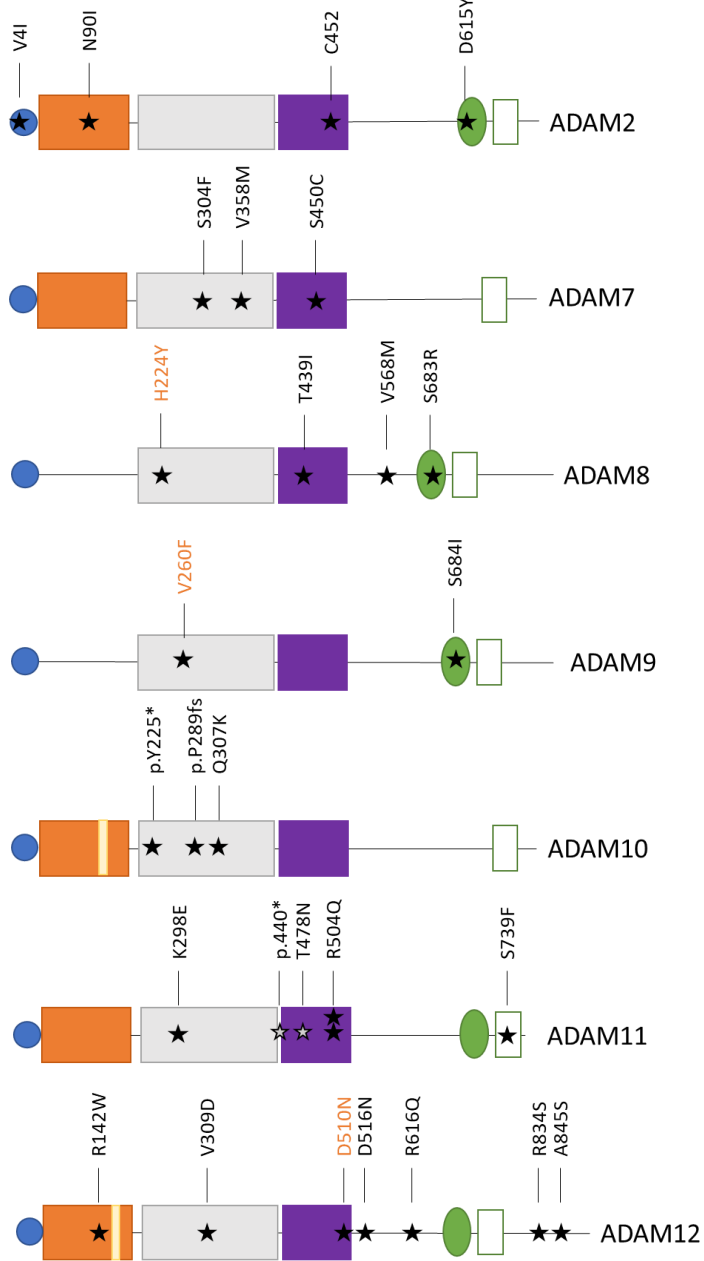 V4I
N90I
C452
D615Y
ADAM2
S304F
V358M
S450C
ADAM7
H224Y
T439I
V568M
S683R
ADAM8
V260F
S684I
ADAM9
p.Y225*
p.P289fs
Q307K
ADAM10
K298E
p.440*
T478N
R504Q
S739F
ADAM11
R142W
V309D
D510N
D516N
R616Q
R834S
A845S
ADAM12